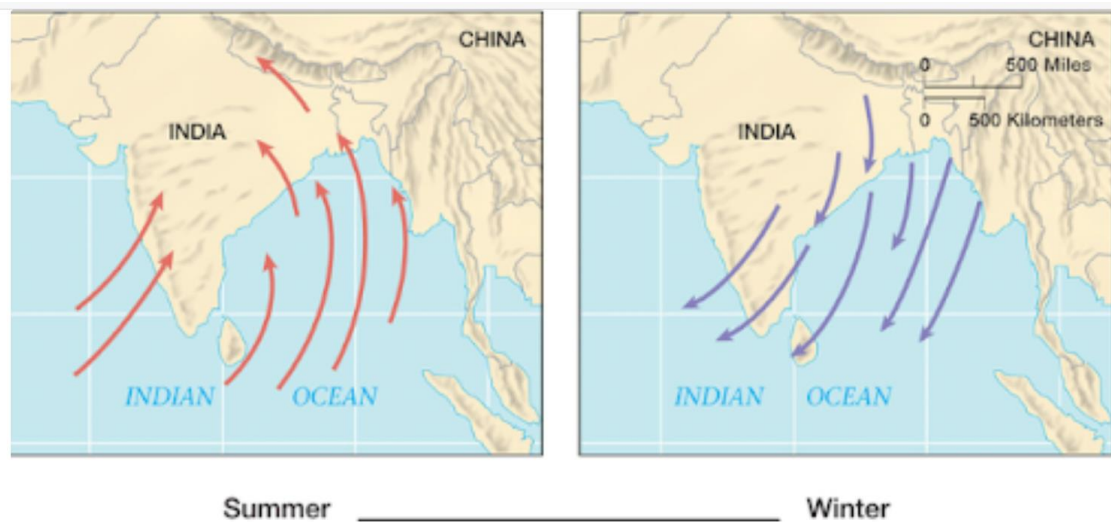 CHINA
INDIA
INDIAN OCEAN
CHINA
0 500 Miles
0 500 Kilometers
INDIA
INDIAN OCEAN
Summer Winter